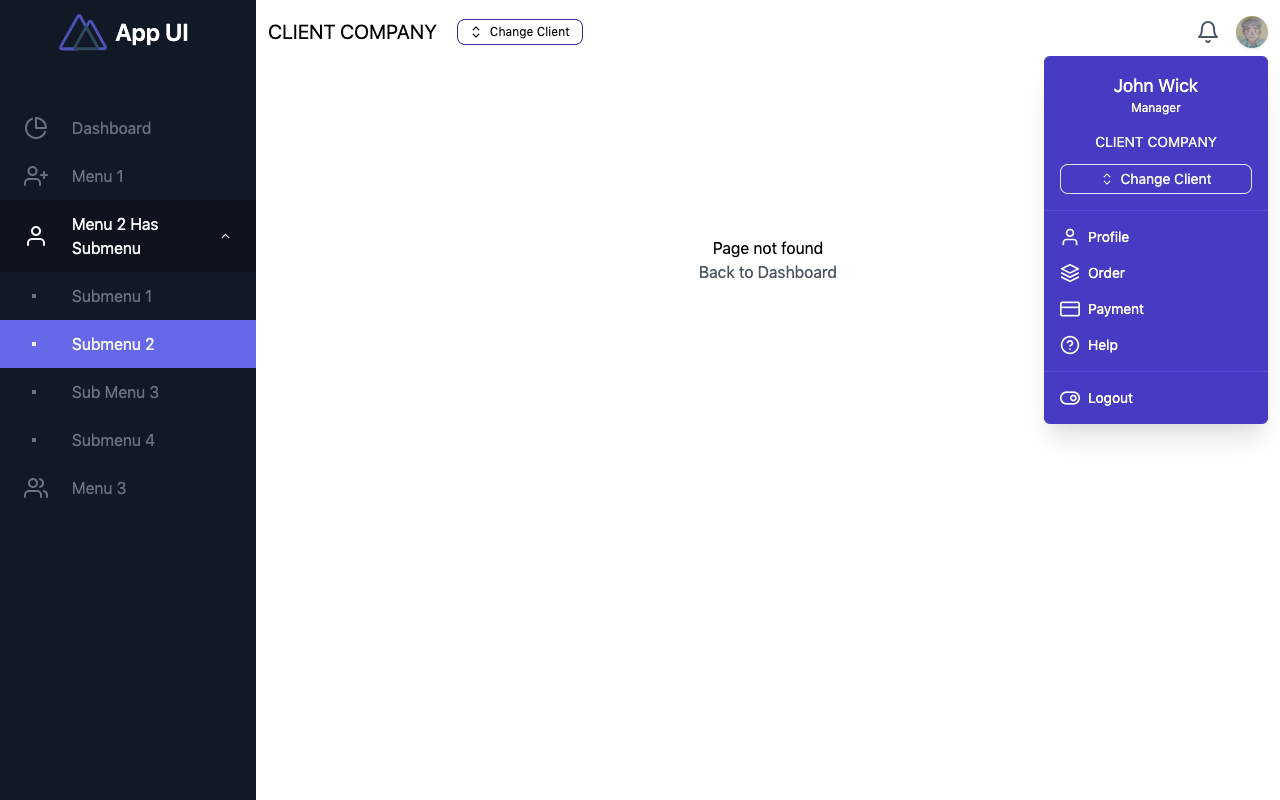 App UI
Dashboard
Menu 1
Menu 2 Has
Submenu
Submenu 1
Submenu 2
Sub Menu 3
Submenu 4
Menu 3
CLIENT COMPANY
Change Client
Page not found
Back to Dashboard
John Wick
Manager
CLIENT COMPANY
Change Client
Profile
Order
Payment
Help
Logout